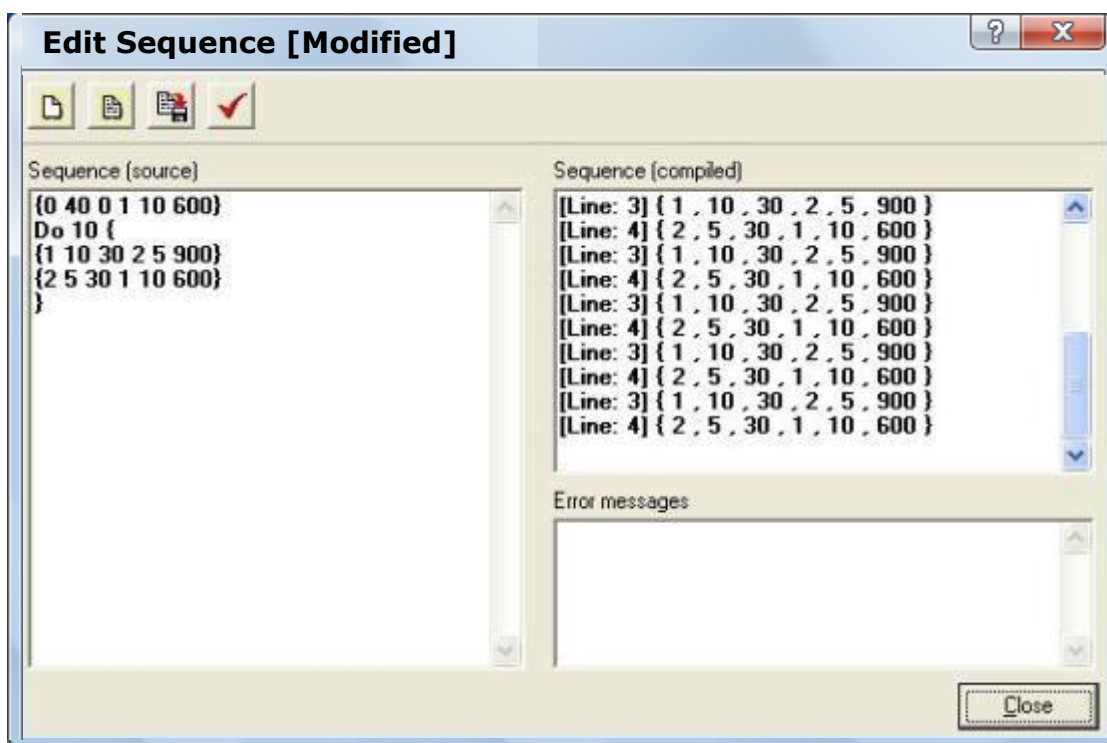 Edit Sequence [Modified]
Sequence (source)
{0 40 0 1 10 600}
Do 10 {
{1 10 30 2 5 900}
{2 5 30 1 10 600}
}
Sequence (compiled)
[Line: 3] { 1 , 10 , 30 , 2 , 5 , 900 }
[Line: 4] { 2 , 5 , 30 , 1 , 10 , 600 }
[Line: 3] { 1 , 10 , 30 , 2 , 5 , 900 }
[Line: 4] { 2 , 5 , 30 , 1 , 10 , 600 }
[Line: 3] { 1 , 10 , 30 , 2 , 5 , 900 }
[Line: 4] { 2 , 5 , 30 , 1 , 10 , 600 }
[Line: 3] { 1 , 10 , 30 , 2 , 5 , 900 }
[Line: 4] { 2 , 5 , 30 , 1 , 10 , 600 }
[Line: 3] { 1 , 10 , 30 , 2 , 5 , 900 }
[Line: 4] { 2 , 5 , 30 , 1 , 10 , 600 }
Error messages
Close